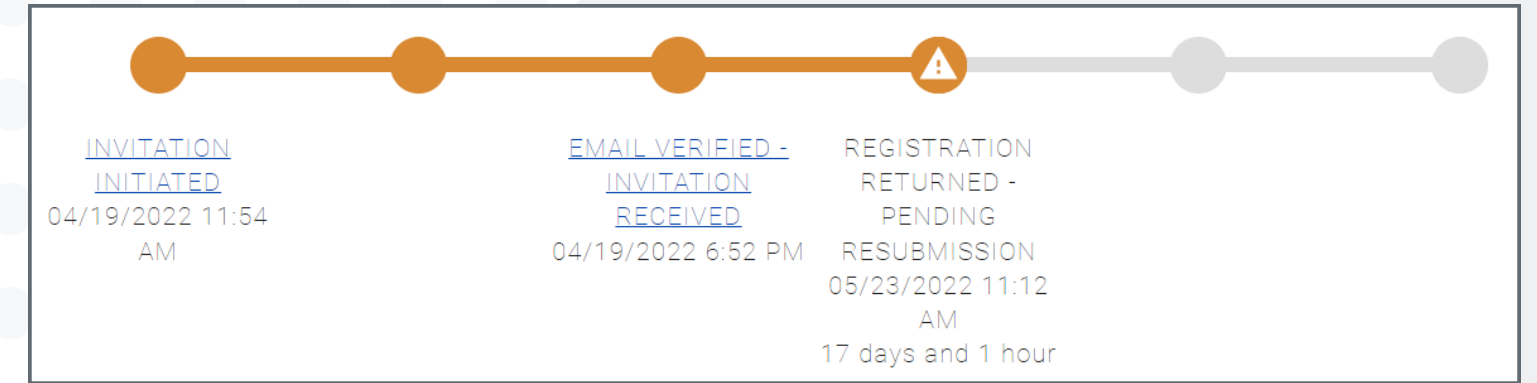 INVITATION
INITIATED
04/19/2022 11:54
AM
EMAIL VERIFIED -
INVITATION
RECEIVED
04/19/2022 6:52 PM
REGISTRATION
RETURNED -
PENDING
RESUBMISSION
05/23/2022 11:12
AM
17 days and 1 hour